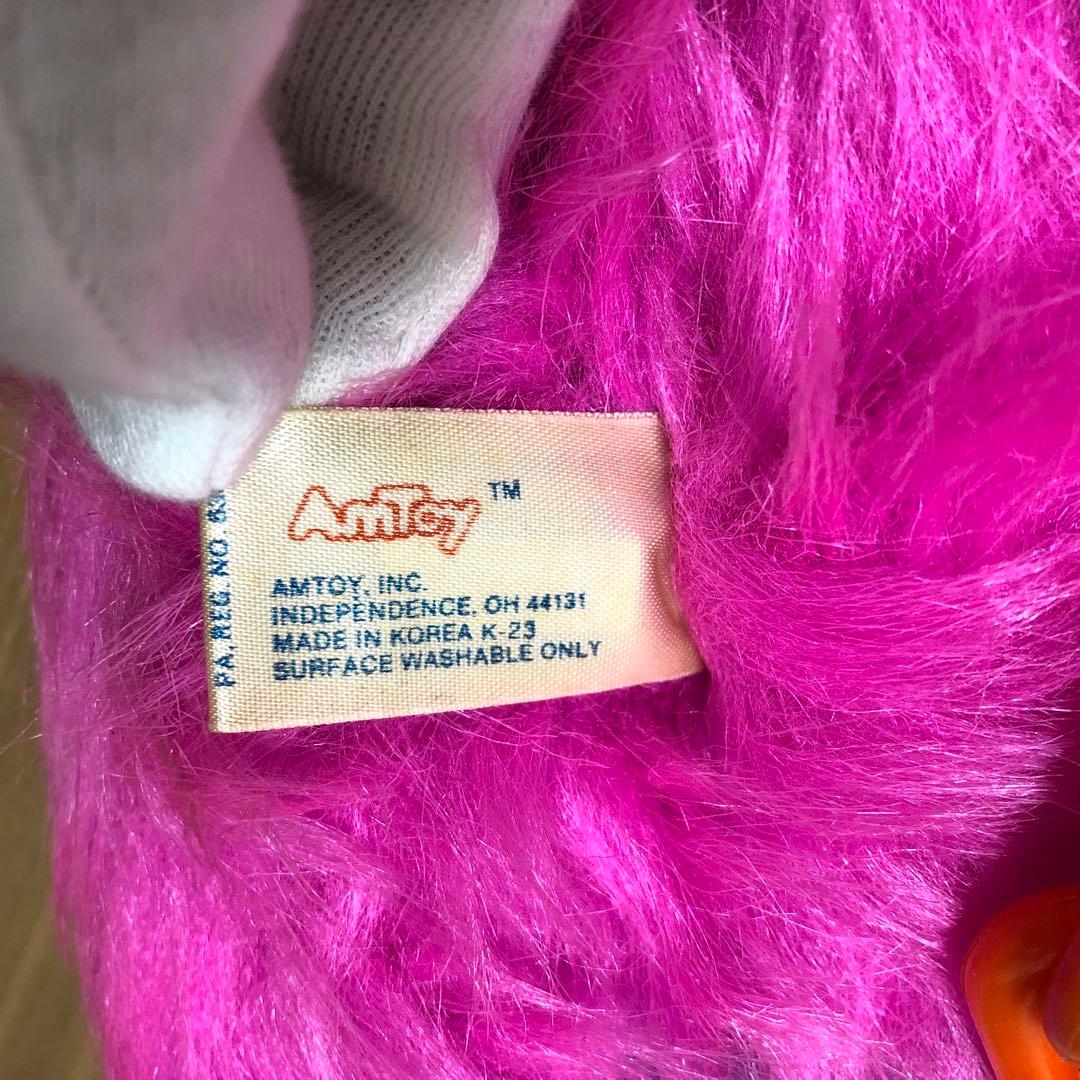 AmToy TM
AMTOY, INC.
INDEPENDENCE, OH 44131
MADE IN KOREA K-23
SURFACE WASHABLE ONLY
PA. REG. NO.